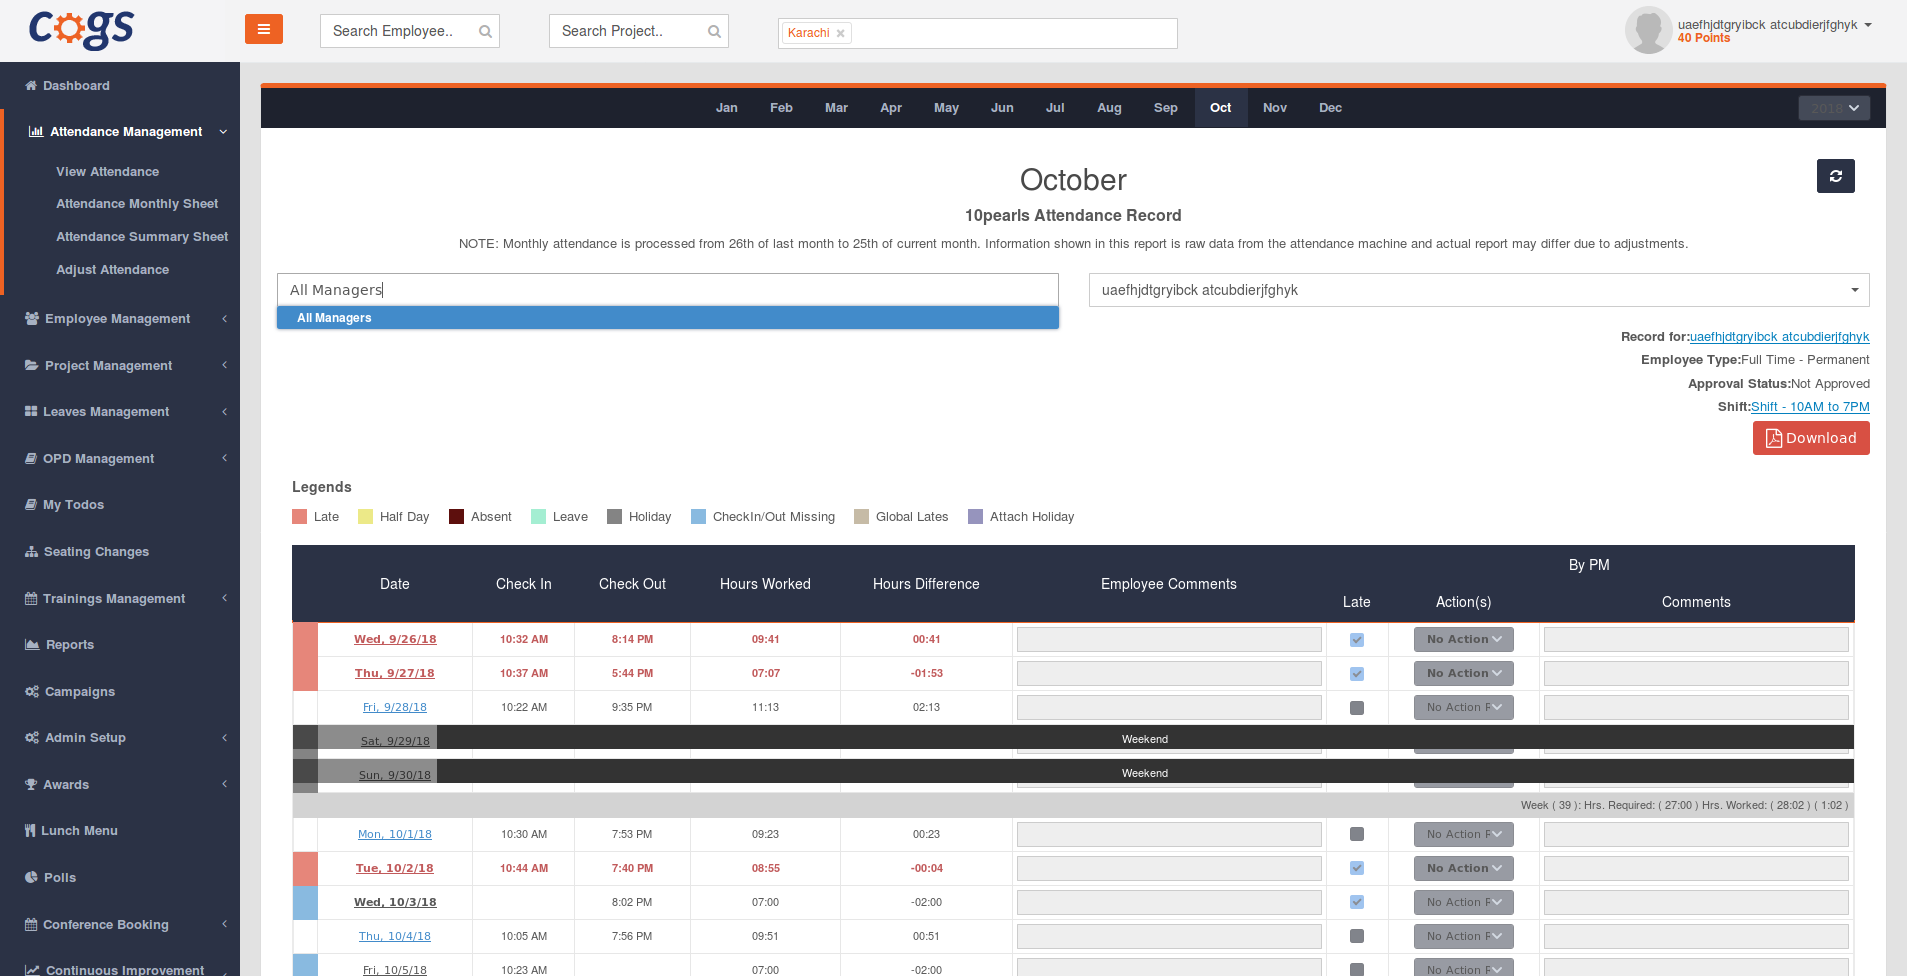 cogs
Search Employee..
Search Project..
Karachi
uaefhjdtgryibck atcubdierjfghyk
40 Points
Dashboard
Attendance Management
View Attendance
Attendance Monthly Sheet
Attendance Summary Sheet
Adjust Attendance
Employee Management
Project Management
Leaves Management
OPD Management
My Todos
Seating Changes
Trainings Management
Reports
Campaigns
Admin Setup
Awards
Lunch Menu
Polls
Conference Booking
Continuous Improvement
Jan Feb Mar Apr May Jun Jul Aug Sep Oct Nov Dec 2018
October
10pearls Attendance Record
NOTE: Monthly attendance is processed from 26th of last month to 25th of current month. Information shown in this report is raw data from the attendance machine and actual report may differ due to adjustments.
All Managers
All Managers
uaefhjdtgryibck atcubdierjfghyk
Record for:uaefhjdtgryibck atcubdierjfghyk
Employee Type:Full Time - Permanent
Approval Status:Not Approved
Shift:Shift - 10AM to 7PM
Download
Legends
Late Half Day Absent Leave Holiday CheckIn/Out Missing Global Lates Attach Holiday
By PM
Date Check In Check Out Hours Worked Hours Difference Employee Comments
Late Action(s) Comments
Wed, 9/26/18 10:32 AM 8:14 PM 09:41 00:41 No Action
Thu, 9/27/18 10:37 AM 5:44 PM 07:07 -01:53 No Action
Fri, 9/28/18 10:22 AM 9:35 PM 11:13 02:13 No Action
Sat, 9/29/18 Weekend
Sun, 9/30/18 Weekend
Week ( 39 ): Hrs. Required: ( 27:00 ) Hrs. Worked: ( 28:02 ) ( 1:02 )
Mon, 10/1/18 10:30 AM 7:53 PM 09:23 00:23 No Action
Tue, 10/2/18 10:44 AM 7:40 PM 08:55 -00:04 No Action
Wed, 10/3/18 8:02 PM 07:00 -02:00 No Action
Thu, 10/4/18 10:05 AM 7:56 PM 09:51 00:51 No Action
Fri, 10/5/18 10:23 AM 07:00 -02:00 No Action